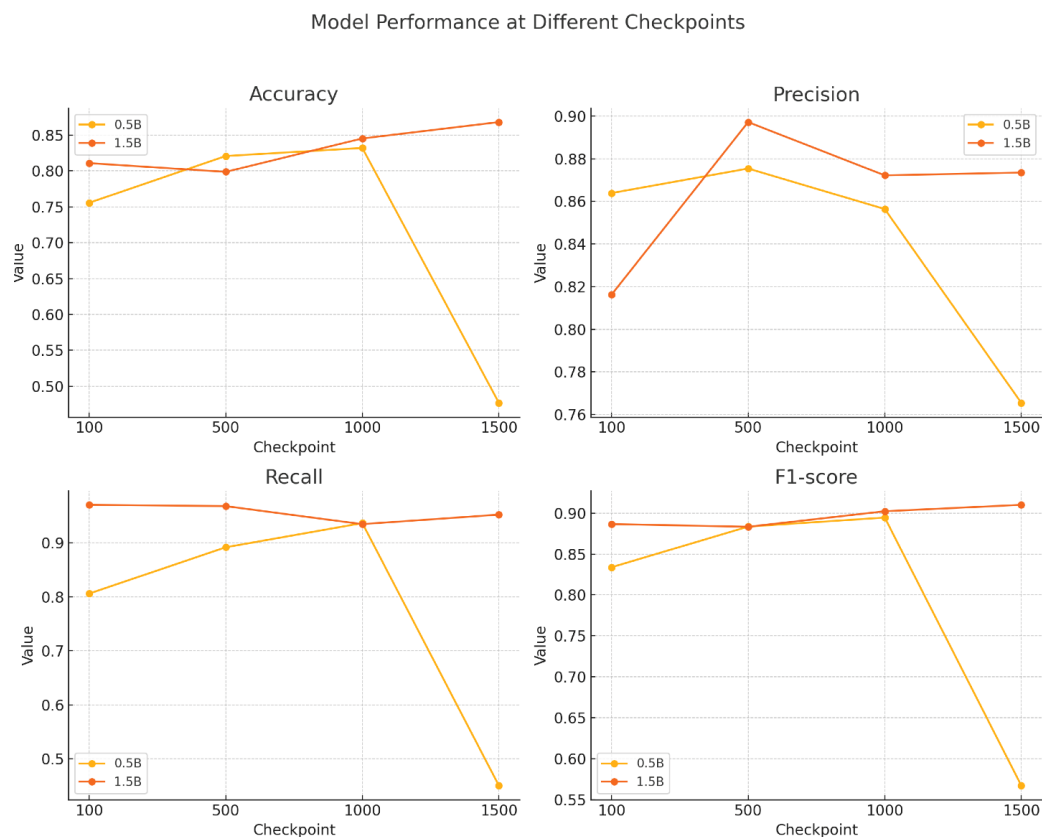 Model Performance at Different Checkpoints
Accuracy
0.5B
1.5B
0.85
0.80
0.75
0.70
0.65
0.60
0.55
0.50
Value
100
500
1000
1500
Checkpoint
Precision
0.5B
1.5B
0.90
0.88
0.86
0.84
0.82
0.80
0.78
0.76
Value
100
500
1000
1500
Checkpoint
Recall
0.9
0.8
0.7
0.6
0.5
Value
0.5B
1.5B
100
500
1000
1500
Checkpoint
F1-score
0.90
0.85
0.80
0.75
0.70
0.65
0.60
0.55
Value
0.5B
1.5B
100
500
1000
1500
Checkpoint